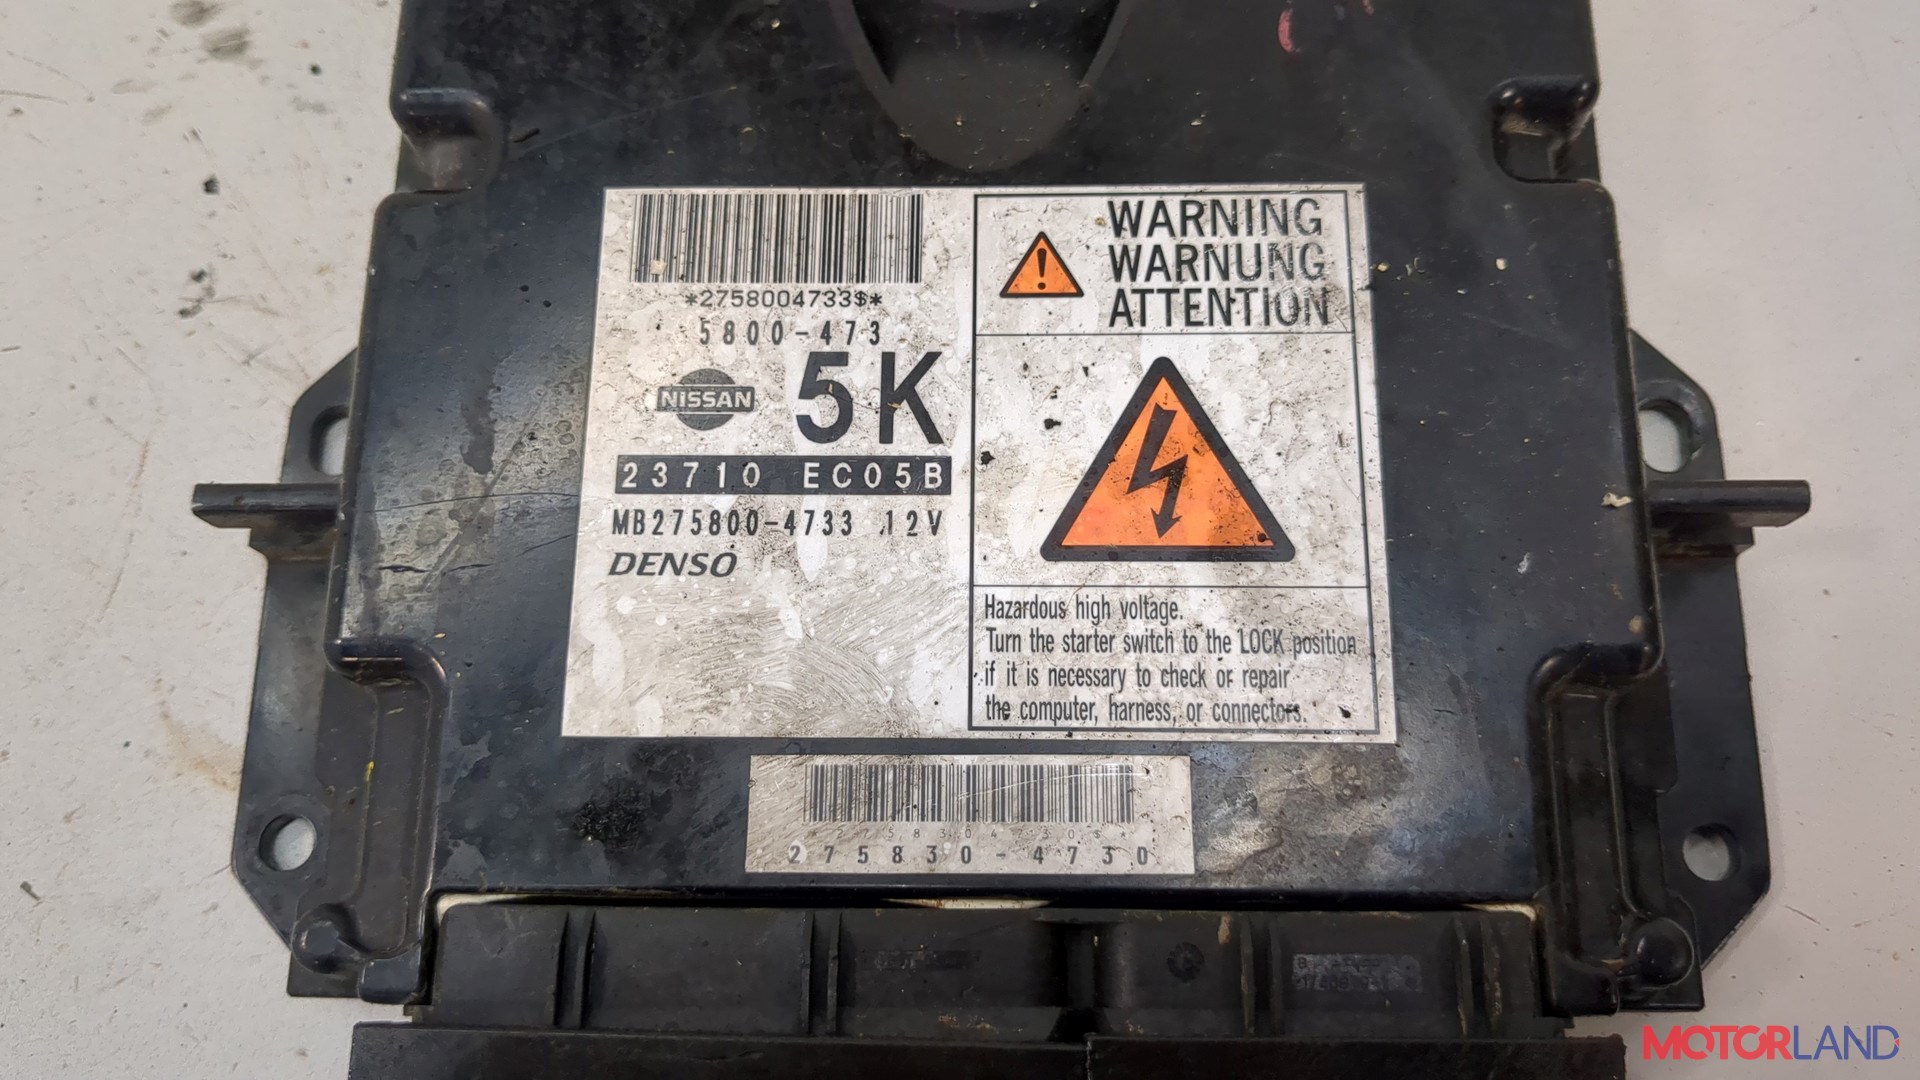 *2758004733$*
5800-473
NISSAN
5K
23710 EC05B
MB275800-4733 12V
DENSO
WARNING
WARNUNG
ATTENTION
Hazardous high voltage.
Turn the starter switch to the LOCK position
if it is necessary to check or repair
the computer, harness, or connectors.
*2758304730$*
275830-4730
MOTORLAND